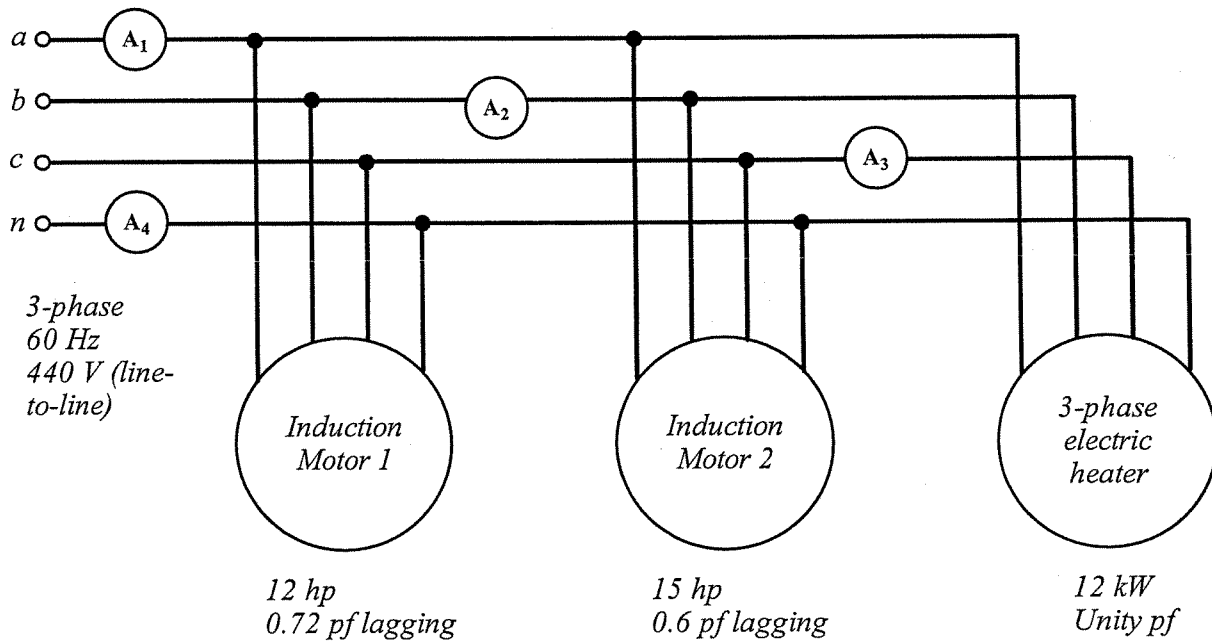 a
A₁
b
A₂
c
A₃
n
A₄
3-phase
60 Hz
440 V (line-
to-line)
Induction
Motor 1
Induction
Motor 2
3-phase
electric
heater
12 hp
0.72 pf lagging
15 hp
0.6 pf lagging
12 kW
Unity pf